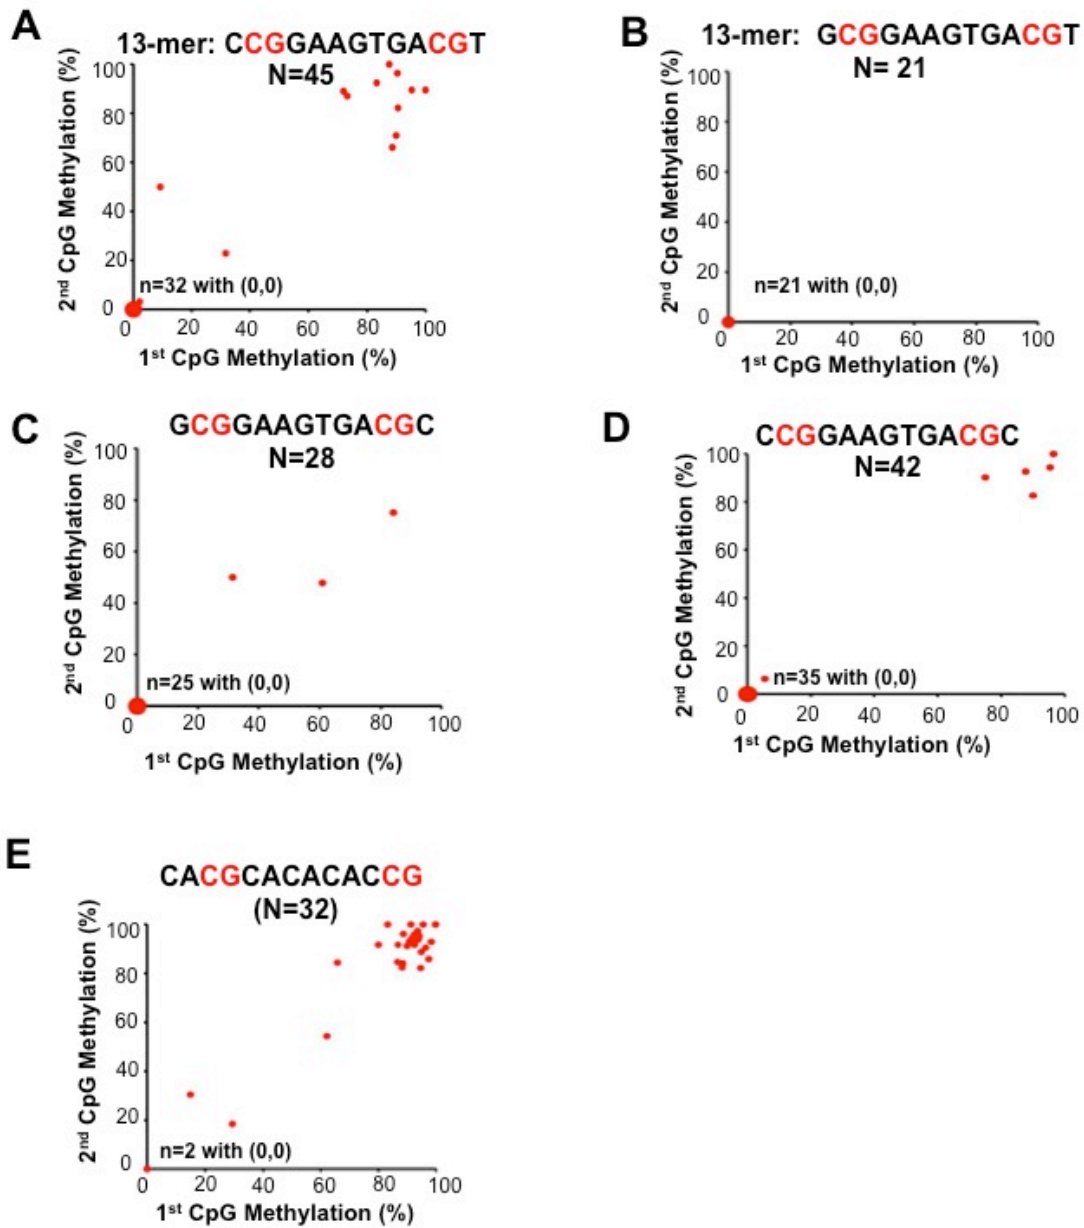 A
13-mer: CCGGAAGTGACGT
N=45
2nd CpG Methylation (%)
100
80
60
40
20
0
n=32 with (0,0)
0 20 40 60 80 100
1st CpG Methylation (%)
B
13-mer: GCGGAAGTGACGT
N= 21
2nd CpG Methylation (%)
100
80
60
40
20
0
n=21 with (0,0)
0 20 40 60 80 100
1st CpG Methylation (%)
C
GCGGAAGTGACGC
N=28
2nd CpG Methylation (%)
100
80
60
40
20
0
n=25 with (0,0)
0 20 40 60 80 100
1st CpG Methylation (%)
D
CCGGAAGTGACGC
N=42
2nd CpG Methylation (%)
100
80
60
40
20
0
n=35 with (0,0)
0 20 40 60 80 100
1st CpG Methylation (%)
E
CACGCACACACCG
(N=32)
2nd CpG Methylation (%)
100
80
60
40
20
0
n=2 with (0,0)
0 20 40 60 80 100
1st CpG Methylation (%)